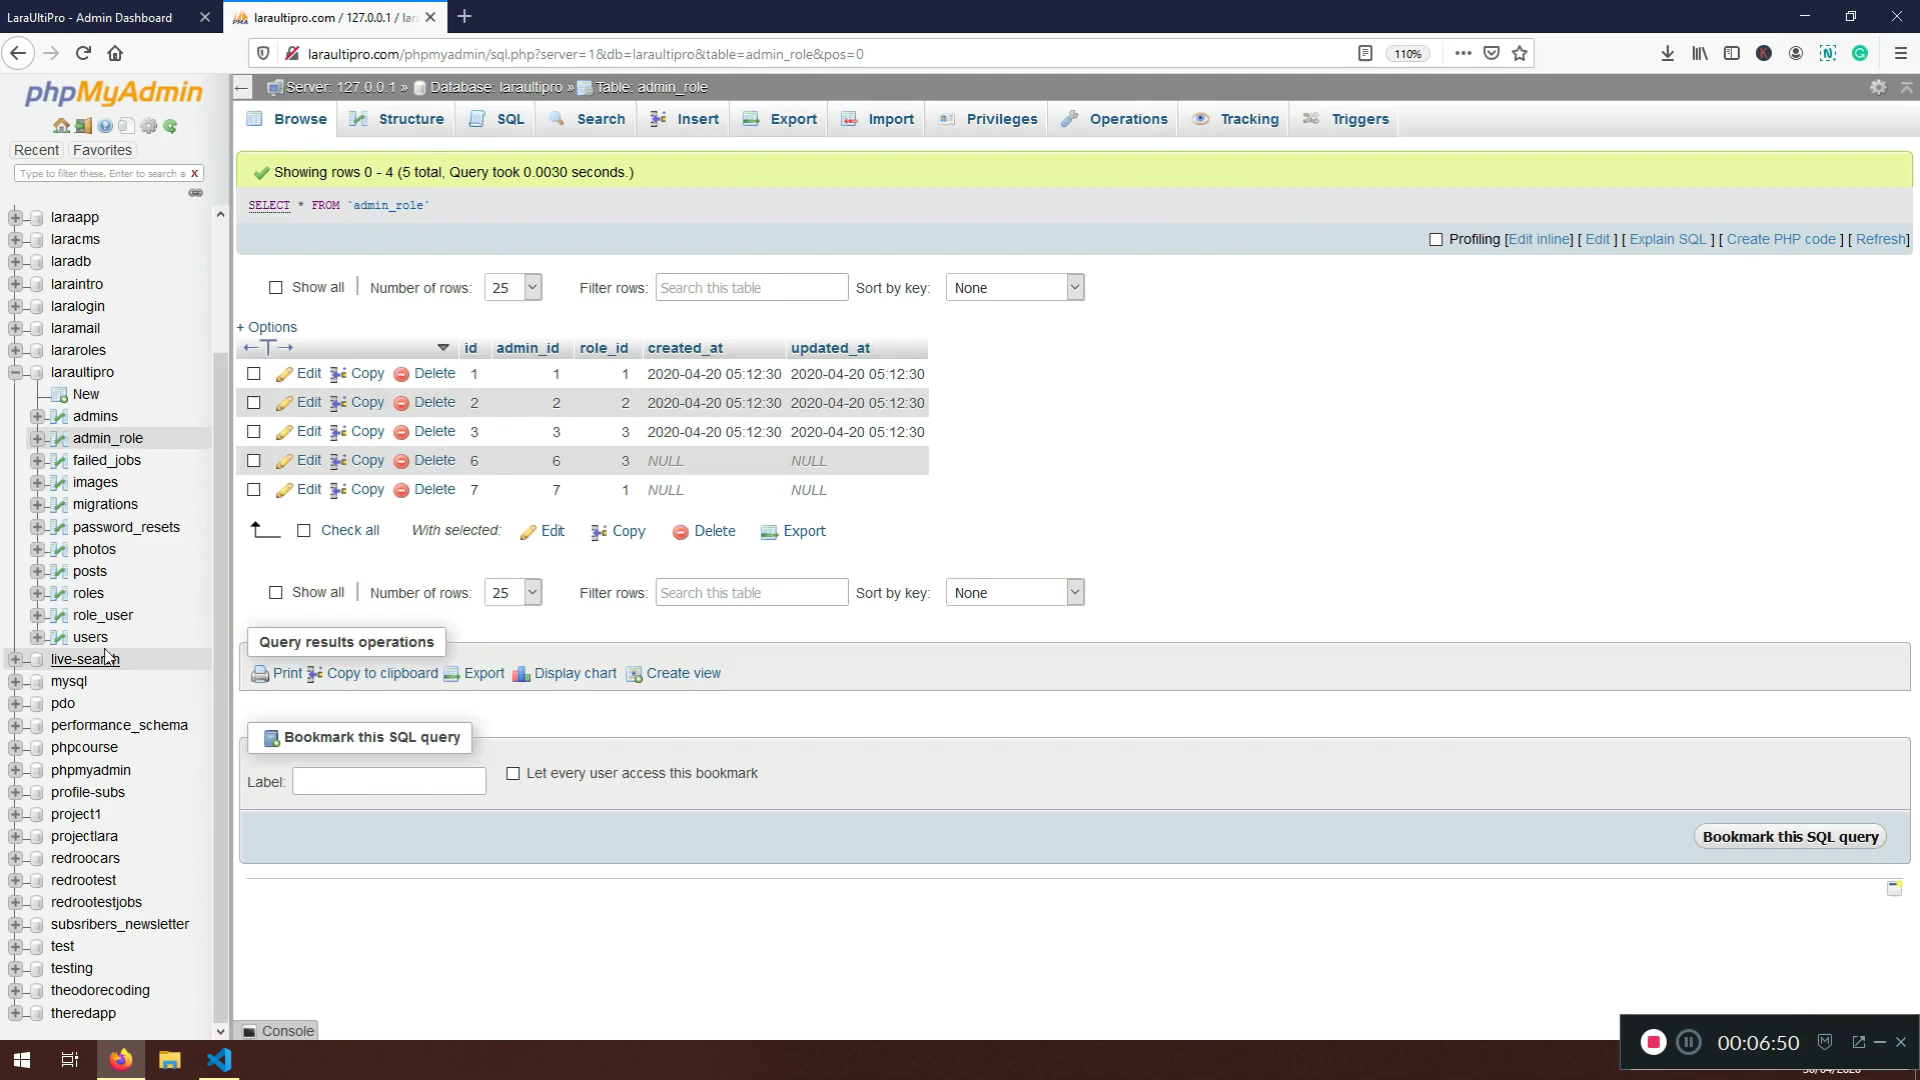 LaraUltiPro - Admin Dashboard
laraultipro.com / 127.0.0.1 / lar
laraultipro.com/phpmyadmin/sql.php?server=1&db=laraultipro&table=admin_role&pos=0
110%
phpMyAdmin
Recent Favorites
Type to filter these, Enter to search a X
laraapp
laracms
laradb
laraintro
laralogin
laramail
lararoles
laraultipro
New
admins
admin_role
failed_jobs
images
migrations
password_resets
photos
posts
roles
role_user
users
live-search
mysql
pdo
performance_schema
phpcourse
phpmyadmin
profile-subs
project1
projectlara
redroocars
redrootest
redrootestjobs
subsribers_newsletter
test
testing
theodorecoding
theredapp
Server: 127.0.0.1 » Database: laraultipro » Table: admin_role
Browse Structure SQL Search Insert Export Import Privileges Operations Tracking Triggers
Showing rows 0 - 4 (5 total, Query took 0.0030 seconds.)
SELECT * FROM `admin_role`
Profiling [Edit inline] [ Edit ] [ Explain SQL ] [ Create PHP code ] [ Refresh]
Show all Number of rows: 25 Filter rows: Search this table Sort by key: None
+ Options
←T→ id admin_id role_id created_at updated_at
Edit Copy Delete 1 1 1 2020-04-20 05:12:30 2020-04-20 05:12:30
Edit Copy Delete 2 2 2 2020-04-20 05:12:30 2020-04-20 05:12:30
Edit Copy Delete 3 3 3 2020-04-20 05:12:30 2020-04-20 05:12:30
Edit Copy Delete 6 6 3 NULL NULL
Edit Copy Delete 7 7 1 NULL NULL
Check all With selected: Edit Copy Delete Export
Show all Number of rows: 25 Filter rows: Search this table Sort by key: None
Query results operations
Print Copy to clipboard Export Display chart Create view
Bookmark this SQL query
Label: Let every user access this bookmark
Bookmark this SQL query
Console
00:06:50